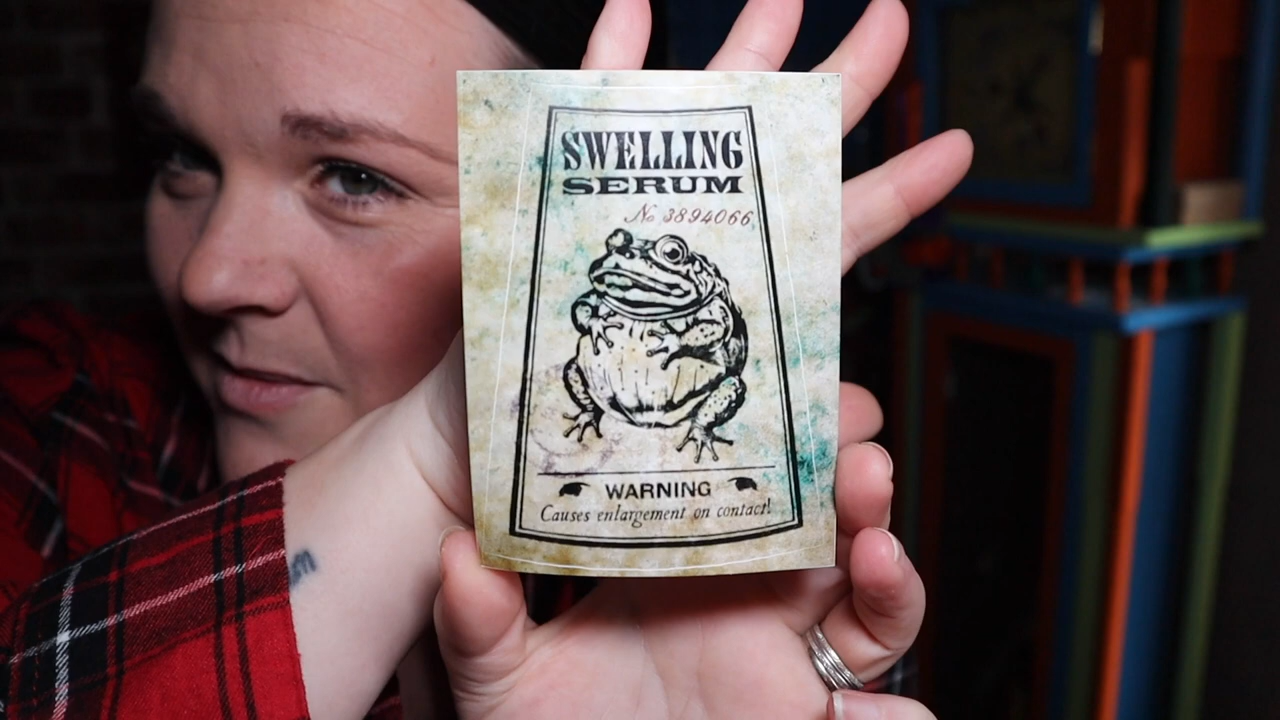 SWELLING
SERUM
No 3894066
WARNING
Causes enlargement on contact!